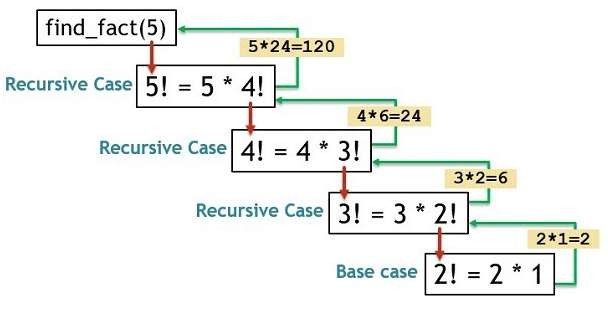 find_fact(5)
5*24=120
Recursive Case
5! = 5 * 4!
4*6=24
Recursive Case
4! = 4 * 3!
3*2=6
Recursive Case
3! = 3 * 2!
2*1=2
Base case
2! = 2 * 1